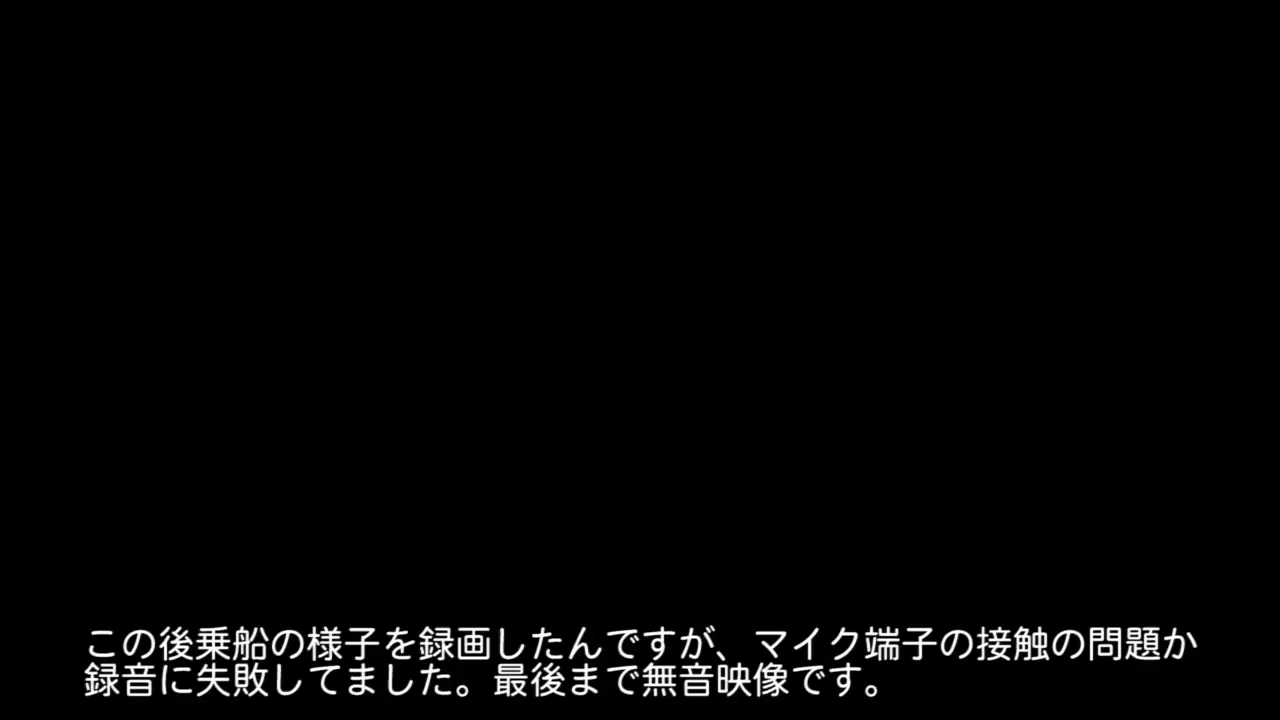 この後乗船の様子を録画したんですが、マイク端子の接触の問題か
録音に失敗してました。最後まで無音映像です。